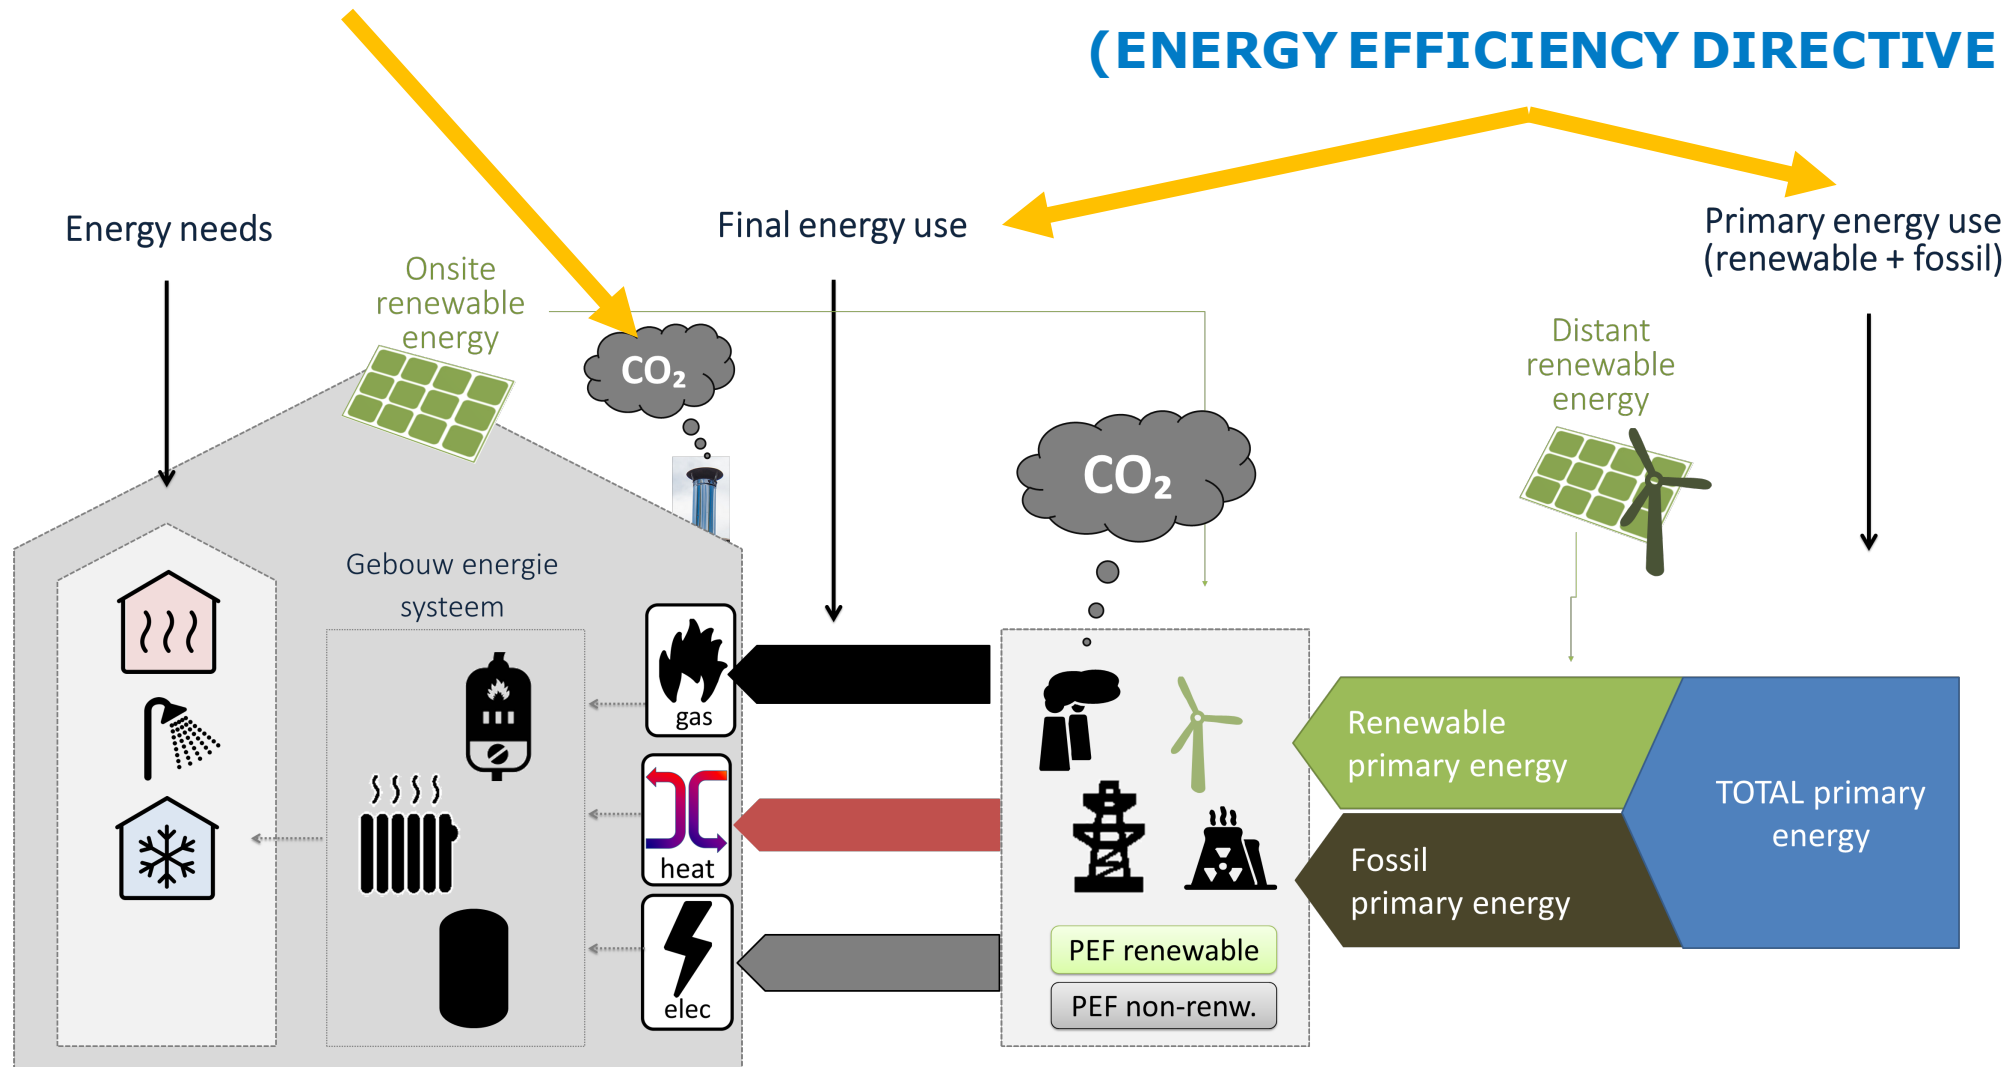 (ENERGY EFFICIENCY DIRECTIVE
Energy needs
Final energy use
Primary energy use
(renewable + fossil)
Onsite
renewable
energy
Distant
renewable
energy
CO₂
CO₂
Gebouw energie
systeem
gas
heat
elec
Renewable
primary energy
Fossil
primary energy
TOTAL primary
energy
PEF renewable
PEF non-renw.